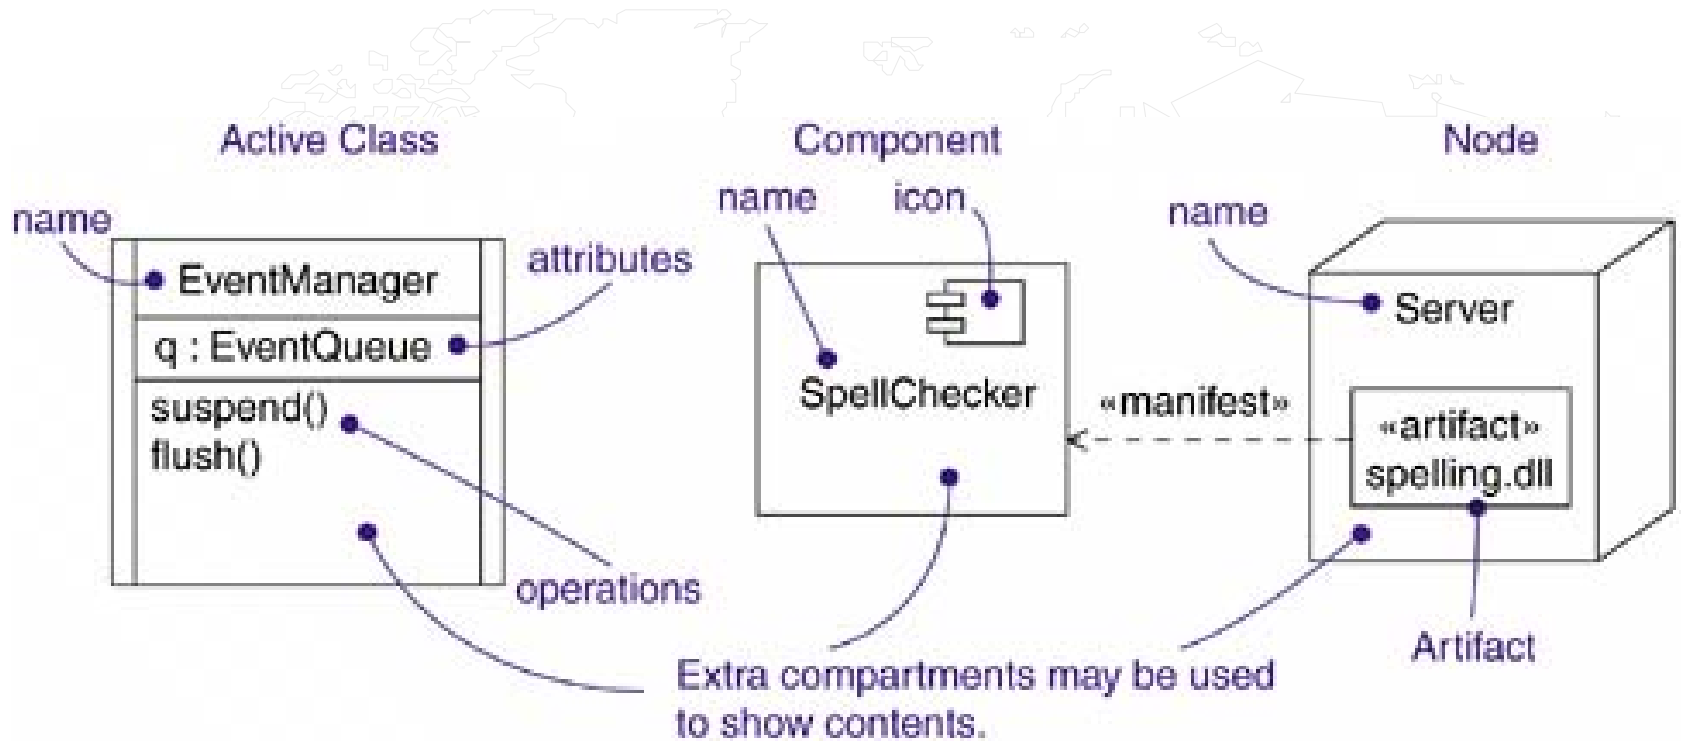 Active Class
Component
Node
name
name
icon
name
attributes
EventManager
q : EventQueue
suspend()
flush()
operations
SpellChecker
«manifest»
Server
«artifact»
spelling.dll
Artifact
Extra compartments may be used
to show contents.